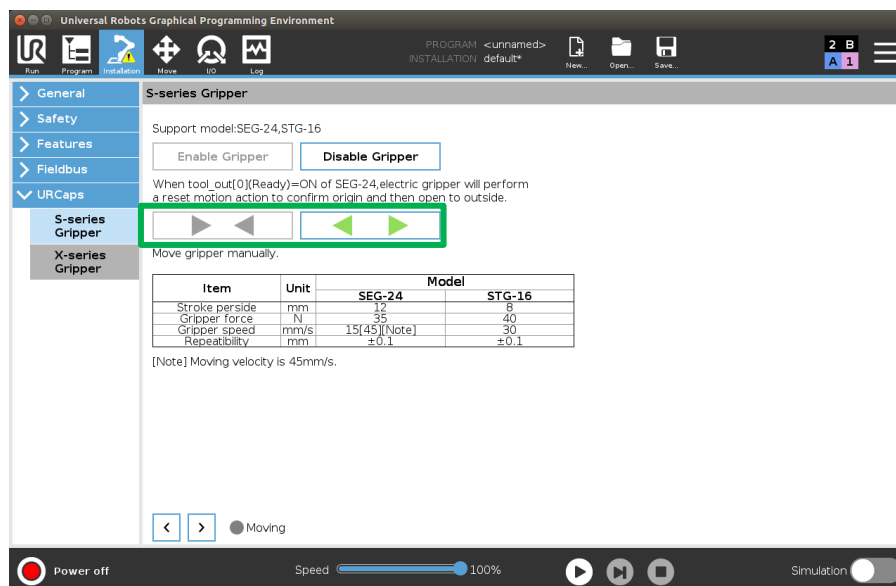 Universal Robots Graphical Programming Environment
Run
Program
Installation
Move
I/O
Log
PROGRAM <unnamed>
INSTALLATION default*
New...
Open...
Save...
2 B
A 1
General
Safety
Features
Fieldbus
URCaps
S-series
Gripper
X-series
Gripper
S-series Gripper
Support model:SEG-24,STG-16
Enable Gripper
Disable Gripper
When tool_out[0](Ready)=ON of SEG-24,electric gripper will perform
a reset motion action to confirm origin and then open to outside.
Move gripper manually.
Item Unit Model
SEG-24 STG-16
Stroke perside mm 12 8
Gripper force N 35 40
Gripper speed mm/s 15[45][Note] 30
Repeatibility mm ±0.1 ±0.1
[Note] Moving velocity is 45mm/s.
Moving
Power off
Speed 100%
Simulation